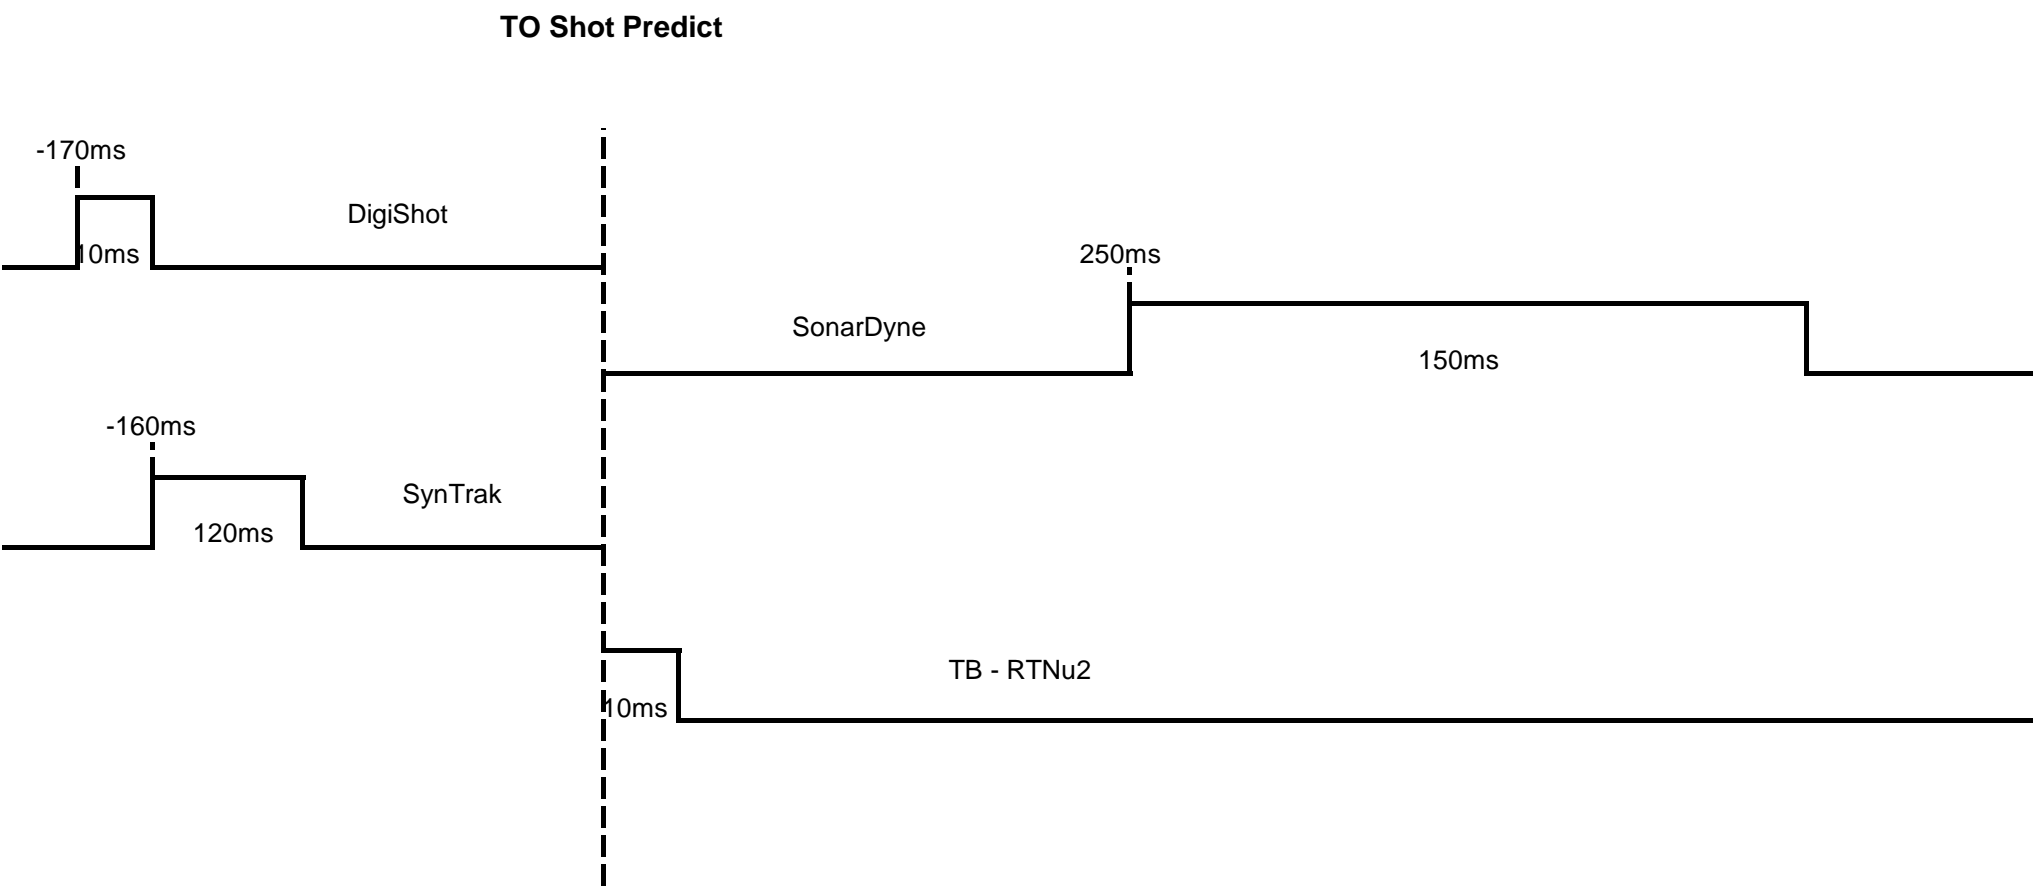 TO Shot Predict
-170ms
DigiShot
10ms
250ms
SonarDyne
150ms
-160ms
SynTrak
120ms
TB - RTNu2
10ms